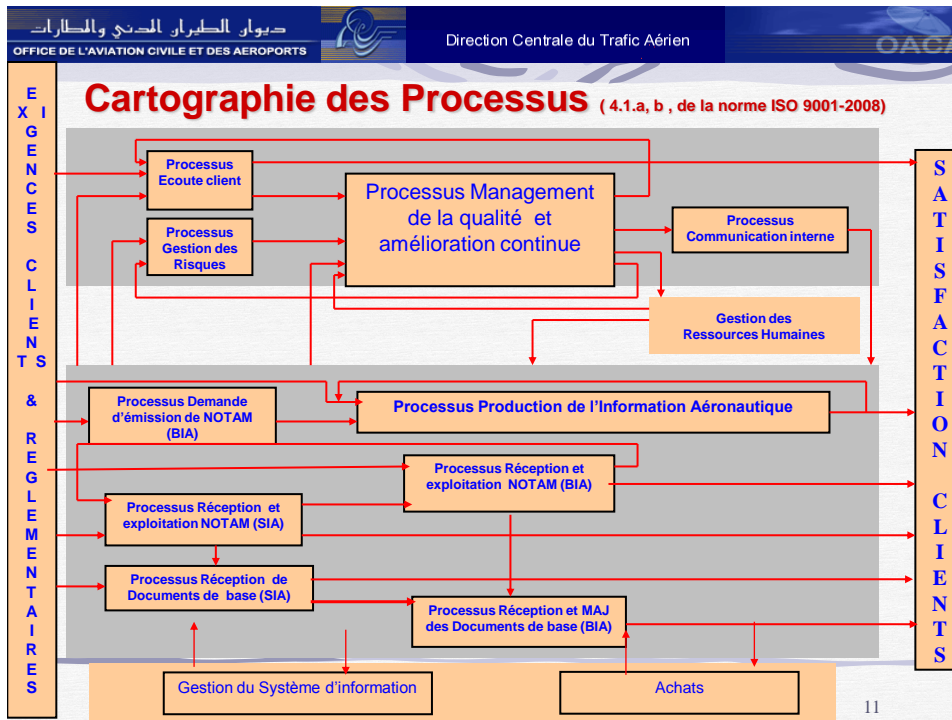 ديوان الطيران المدني والمطارات
OFFICE DE L'AVIATION CIVILE ET DES AEROPORTS
Direction Centrale du Trafic Aérien
OACA
Cartographie des Processus ( 4.1.a, b , de la norme ISO 9001-2008)
EXIGENCES CLIENTS & REGLEMENTAIRES
Processus
Ecoute client
Processus Management
de la qualité et
amélioration continue
Processus
Gestion des
Risques
Processus
Communication interne
Gestion des
Ressources Humaines
Processus Demande
d'émission de NOTAM
(BIA)
Processus Production de l'Information Aéronautique
Processus Réception et
exploitation NOTAM (BIA)
Processus Réception et
exploitation NOTAM (SIA)
Processus Réception de
Documents de base (SIA)
Processus Réception et MAJ
des Documents de base (BIA)
Gestion du Système d'information
Achats
SATISFACTION CLIENTS
11